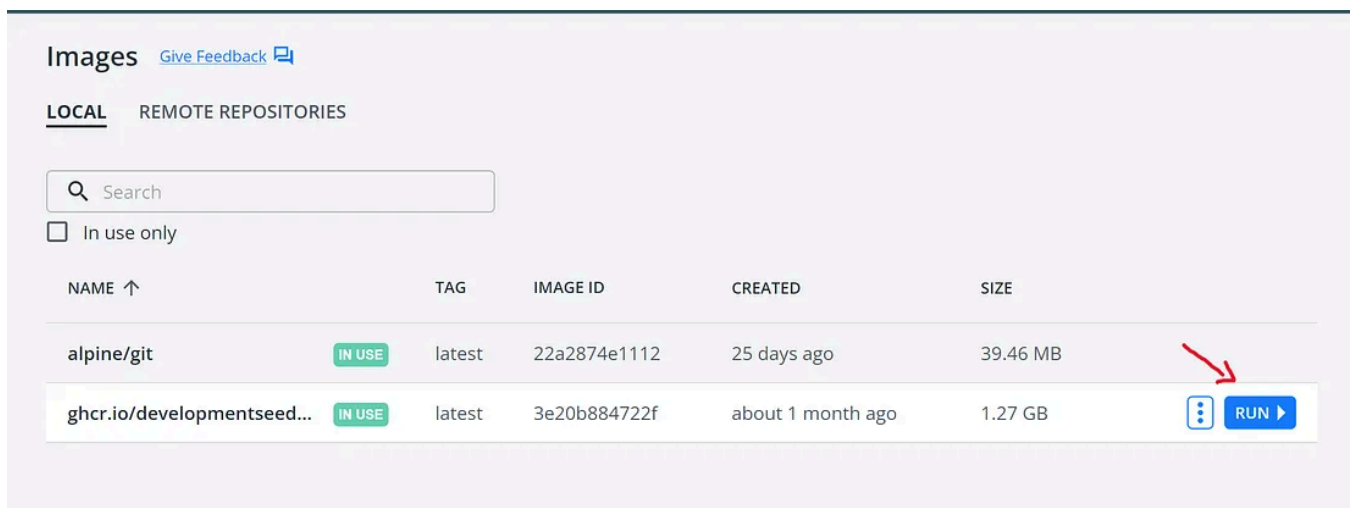 Images Give Feedback
LOCAL REMOTE REPOSITORIES
Search
In use only
NAME TAG IMAGE ID CREATED SIZE
alpine/git IN USE latest 22a2874e1112 25 days ago 39.46 MB
ghcr.io/developmentseed... IN USE latest 3e20b884722f about 1 month ago 1.27 GB RUN